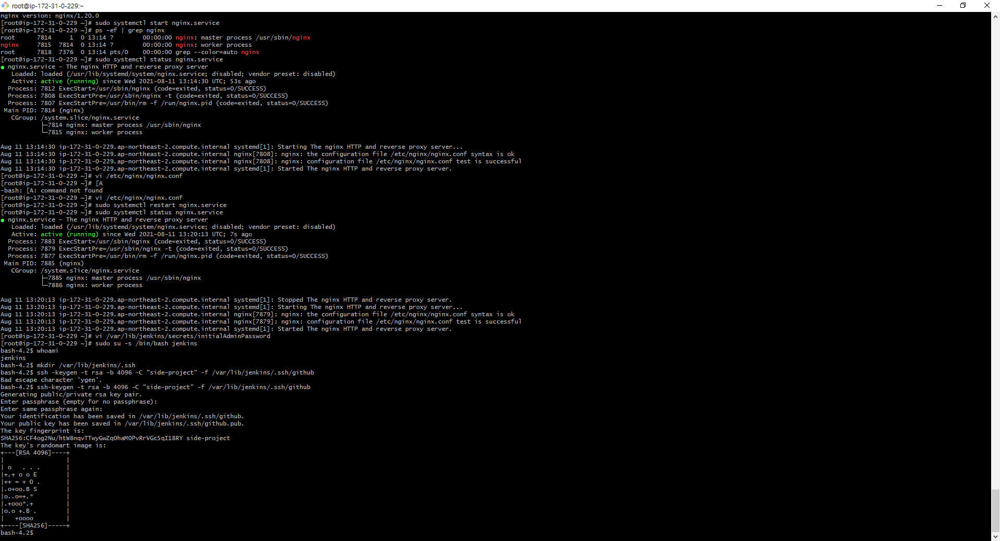 root@ip-172-31-0-229:~
nginx version: nginx/1.20.0
[root@ip-172-31-0-229 ~]# sudo systemctl start nginx.service
[root@ip-172-31-0-229 ~]# ps -ef | grep nginx
root      7814     1  0 13:14 ?        00:00:00 nginx: master process /usr/sbin/nginx
nginx     7815  7814  0 13:14 ?        00:00:00 nginx: worker process
root      7818  7376  0 13:14 pts/0    00:00:00 grep --color=auto nginx
[root@ip-172-31-0-229 ~]# sudo systemctl status nginx.service
● nginx.service - The nginx HTTP and reverse proxy server
   Loaded: loaded (/usr/lib/systemd/system/nginx.service; disabled; vendor preset: disabled)
   Active: active (running) since Wed 2021-08-11 13:14:30 UTC; 53s ago
  Process: 7812 ExecStart=/usr/sbin/nginx (code=exited, status=0/SUCCESS)
  Process: 7808 ExecStartPre=/usr/sbin/nginx -t (code=exited, status=0/SUCCESS)
  Process: 7807 ExecStartPre=/usr/bin/rm -f /run/nginx.pid (code=exited, status=0/SUCCESS)
 Main PID: 7814 (nginx)
   CGroup: /system.slice/nginx.service
           ├─7814 nginx: master process /usr/sbin/nginx
           └─7815 nginx: worker process
Aug 11 13:14:30 ip-172-31-0-229.ap-northeast-2.compute.internal systemd[1]: Starting The nginx HTTP and reverse proxy server...
Aug 11 13:14:30 ip-172-31-0-229.ap-northeast-2.compute.internal nginx[7808]: nginx: the configuration file /etc/nginx/nginx.conf syntax is ok
Aug 11 13:14:30 ip-172-31-0-229.ap-northeast-2.compute.internal nginx[7808]: nginx: configuration file /etc/nginx/nginx.conf test is successful
Aug 11 13:14:30 ip-172-31-0-229.ap-northeast-2.compute.internal systemd[1]: Started The nginx HTTP and reverse proxy server.
[root@ip-172-31-0-229 ~]# vi /etc/nginx/nginx.conf
[root@ip-172-31-0-229 ~]# [A
-bash: [A: command not found
[root@ip-172-31-0-229 ~]# vi /etc/nginx/nginx.conf
[root@ip-172-31-0-229 ~]# sudo systemctl restart nginx.service
[root@ip-172-31-0-229 ~]# sudo systemctl status nginx.service
● nginx.service - The nginx HTTP and reverse proxy server
   Loaded: loaded (/usr/lib/systemd/system/nginx.service; disabled; vendor preset: disabled)
   Active: active (running) since Wed 2021-08-11 13:20:13 UTC; 7s ago
  Process: 7883 ExecStart=/usr/sbin/nginx (code=exited, status=0/SUCCESS)
  Process: 7879 ExecStartPre=/usr/sbin/nginx -t (code=exited, status=0/SUCCESS)
  Process: 7877 ExecStartPre=/usr/bin/rm -f /run/nginx.pid (code=exited, status=0/SUCCESS)
 Main PID: 7885 (nginx)
   CGroup: /system.slice/nginx.service
           ├─7885 nginx: master process /usr/sbin/nginx
           └─7886 nginx: worker process
Aug 11 13:20:13 ip-172-31-0-229.ap-northeast-2.compute.internal systemd[1]: Stopped The nginx HTTP and reverse proxy server.
Aug 11 13:20:13 ip-172-31-0-229.ap-northeast-2.compute.internal systemd[1]: Starting The nginx HTTP and reverse proxy server...
Aug 11 13:20:13 ip-172-31-0-229.ap-northeast-2.compute.internal nginx[7879]: nginx: the configuration file /etc/nginx/nginx.conf syntax is ok
Aug 11 13:20:13 ip-172-31-0-229.ap-northeast-2.compute.internal nginx[7879]: nginx: configuration file /etc/nginx/nginx.conf test is successful
Aug 11 13:20:13 ip-172-31-0-229.ap-northeast-2.compute.internal systemd[1]: Started The nginx HTTP and reverse proxy server.
[root@ip-172-31-0-229 ~]# vi /var/lib/jenkins/secrets/initialAdminPassword
[root@ip-172-31-0-229 ~]# sudo su -s /bin/bash jenkins
bash-4.2$ whoami
jenkins
bash-4.2$ mkdir /var/lib/jenkins/.ssh
bash-4.2$ ssh -keygen -t rsa -b 4096 -C "side-project" -f /var/lib/jenkins/.ssh/github
Bad escape character 'ygen'.
bash-4.2$ ssh-keygen -t rsa -b 4096 -C "side-project" -f /var/lib/jenkins/.ssh/github
Generating public/private rsa key pair.
Enter passphrase (empty for no passphrase):
Enter same passphrase again:
Your identification has been saved in /var/lib/jenkins/.ssh/github.
Your public key has been saved in /var/lib/jenkins/.ssh/github.pub.
The key fingerprint is:
SHA256:CF4og2Nu/htW8nqvTTwyGwZqOhaMOPvRrVGc5qI18RY side-project
The key's randomart image is:
+---[RSA 4096]----+
|                 |
| o   . . .       |
|+.+ o o E        |
|++ = + O .       |
|.o+oo.B S        |
|o..o=+.*         |
|.+ooo*.+         |
|o.o +.B .        |
|   +oooo         |
+----[SHA256]-----+
bash-4.2$